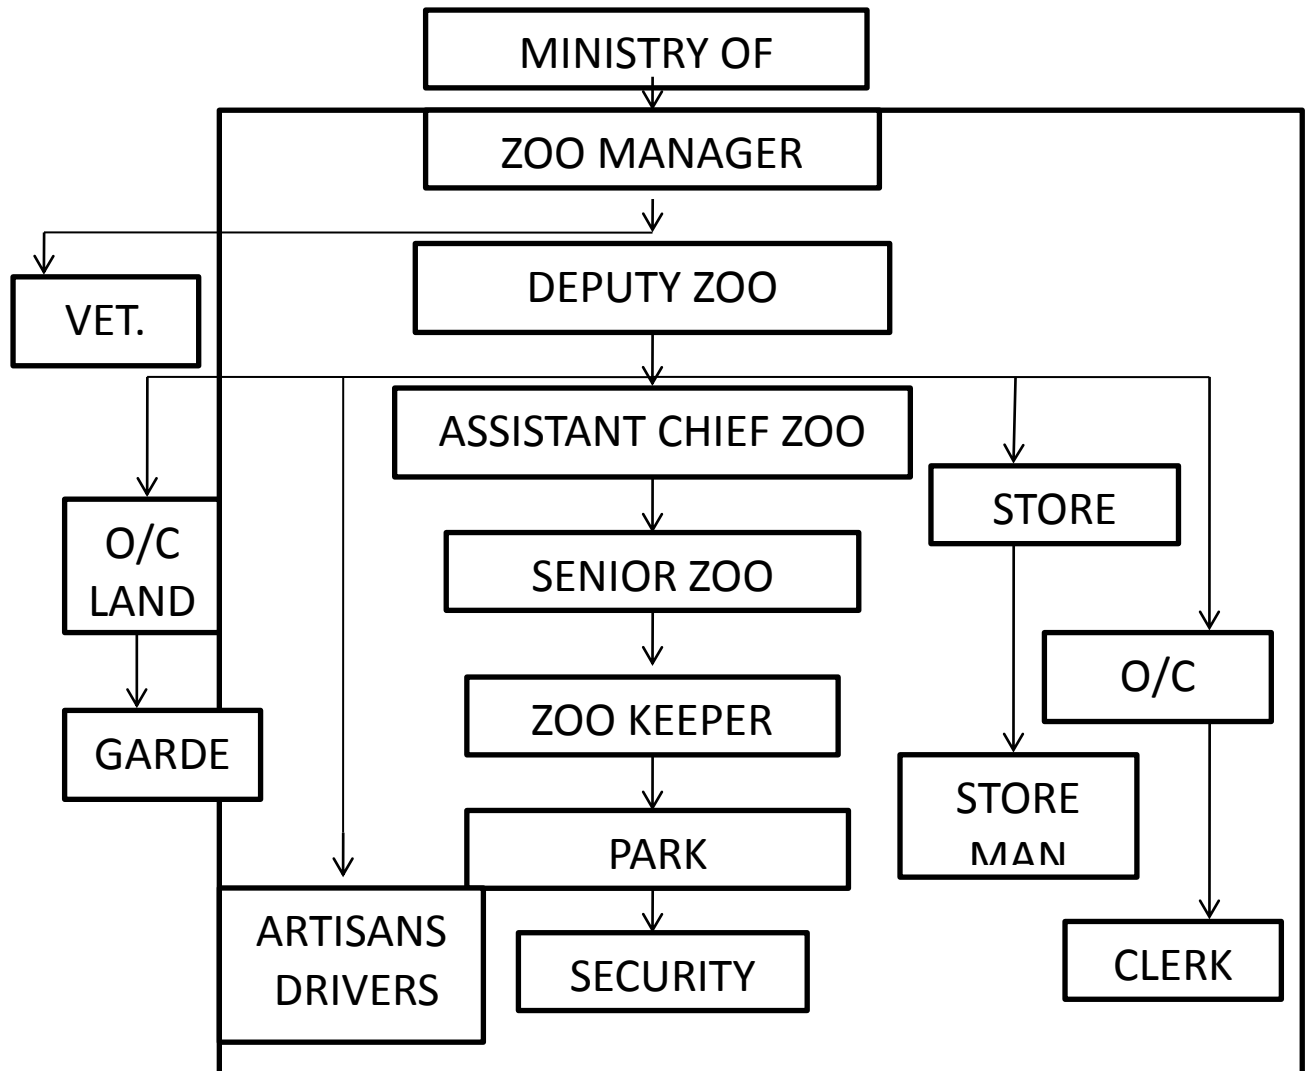 MINISTRY OF
ZOO MANAGER
DEPUTY ZOO
VET.
ASSISTANT CHIEF ZOO
STORE
O/C
LAND
SENIOR ZOO
O/C
ZOO KEEPER
GARDE
STORE
MAN
PARK
ARTISANS
DRIVERS
SECURITY
CLERK